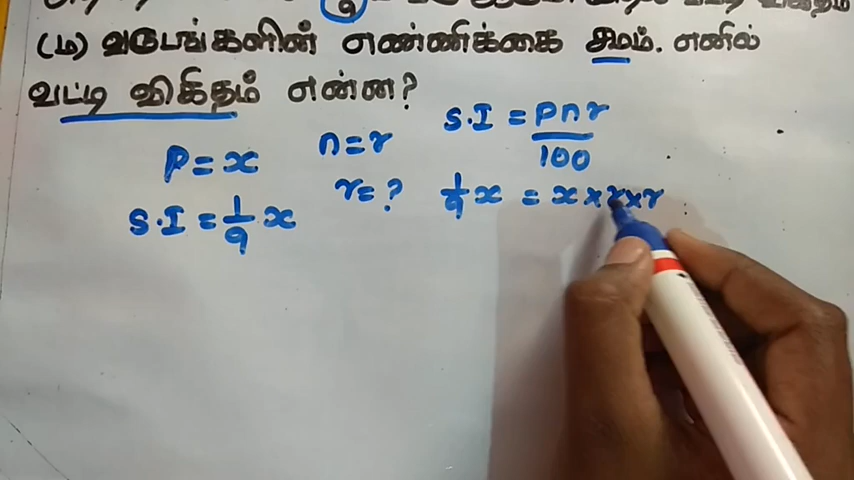 (ம) வருடங்களின் எண்ணிக்கை சமம். எனில்
வட்டி விகிதம் என்ன?
P = x n = r S.I = pnr/100
S.I = 1/9 x r = ? 1/9 x = x × r × r